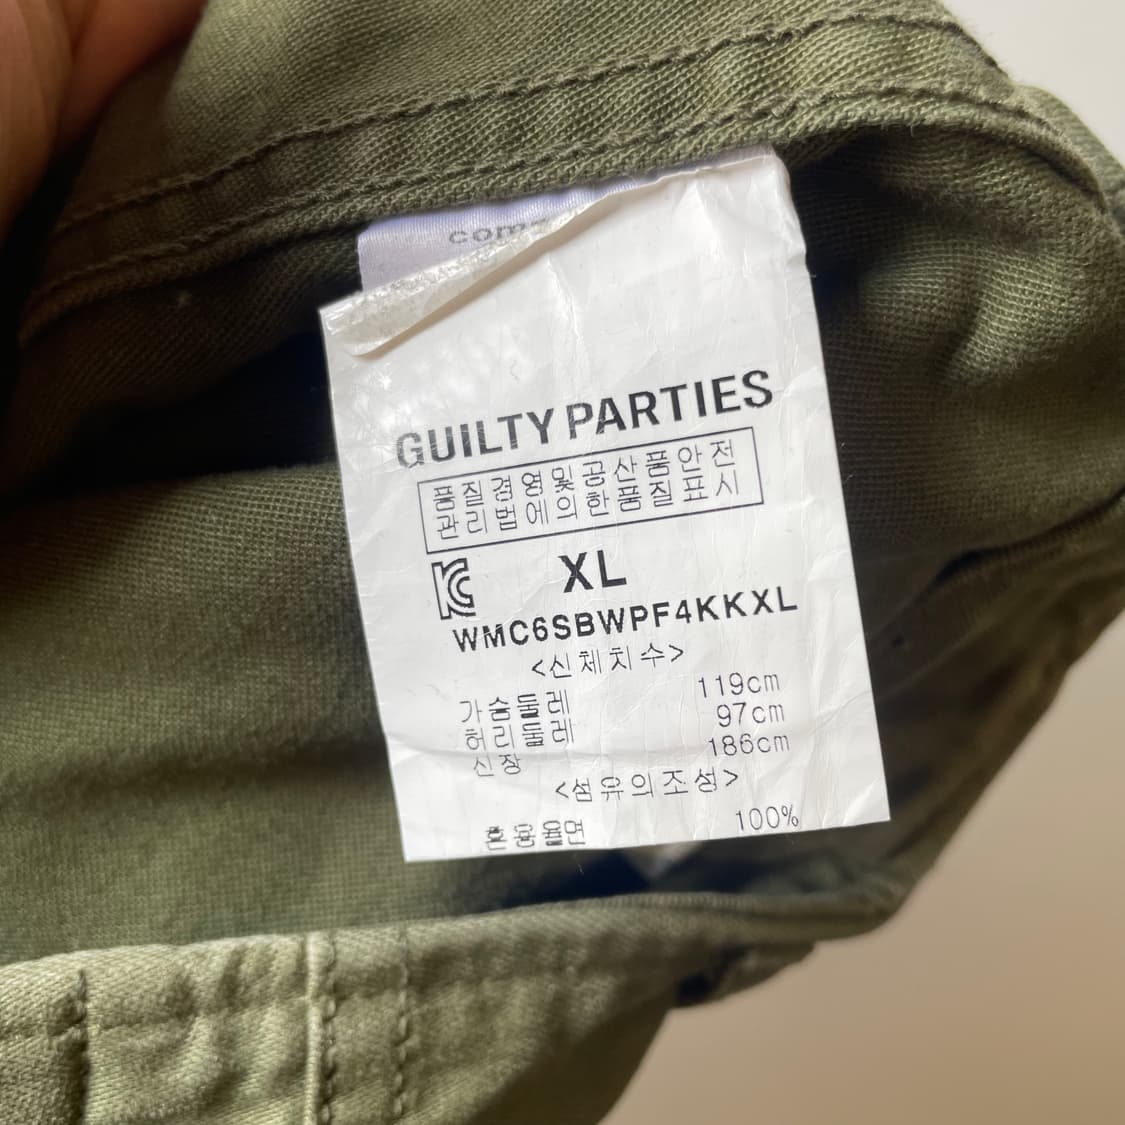 GUILTY PARTIES
품질경영및공산품안전
관리법에의한품질표시
XL
WMC6SBWPF4KKXL
<신체치수>
가슴둘레 119cm
허리둘레 97cm
신장 186cm
<섬유의조성>
혼용율면 100%